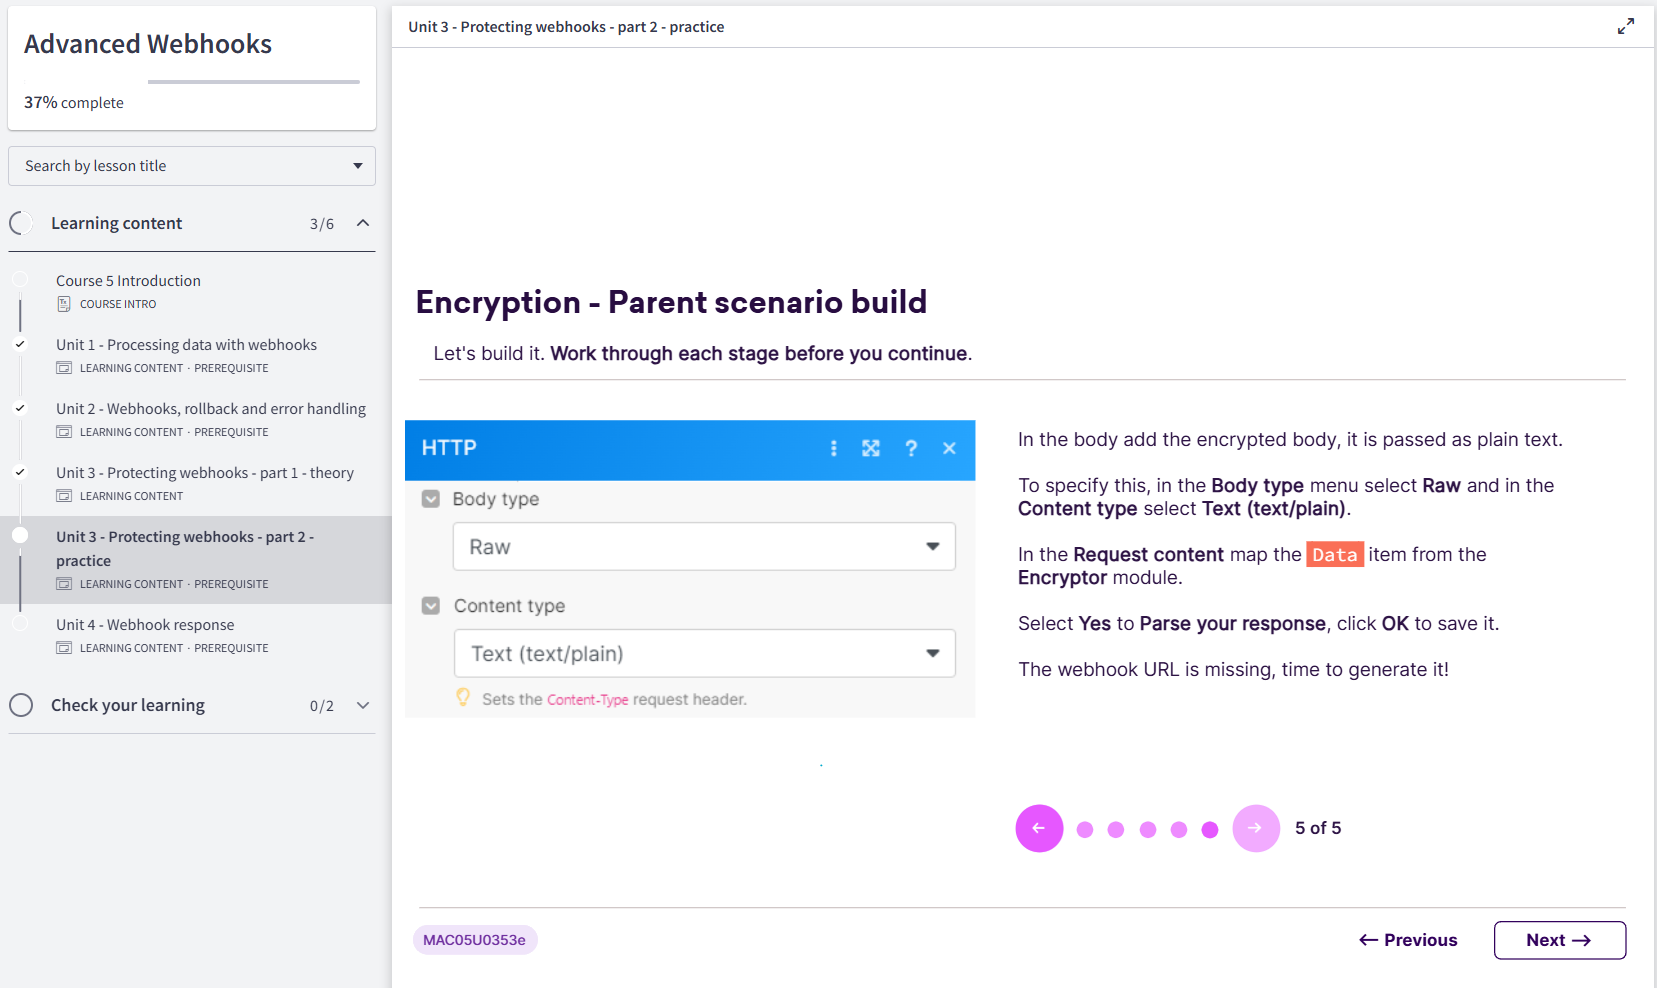 Advanced Webhooks
37% complete
Search by lesson title
Learning content 3/6
Course 5 Introduction
COURSE INTRO
Unit 1 - Processing data with webhooks
LEARNING CONTENT · PREREQUISITE
Unit 2 - Webhooks, rollback and error handling
LEARNING CONTENT · PREREQUISITE
Unit 3 - Protecting webhooks - part 1 - theory
LEARNING CONTENT
Unit 3 - Protecting webhooks - part 2 -
practice
LEARNING CONTENT · PREREQUISITE
Unit 4 - Webhook response
LEARNING CONTENT · PREREQUISITE
Check your learning 0/2
Unit 3 - Protecting webhooks - part 2 - practice
Encryption - Parent scenario build
Let's build it. Work through each stage before you continue.
HTTP
Body type
Raw
Content type
Text (text/plain)
Sets the Content-Type request header.
In the body add the encrypted body, it is passed as plain text.
To specify this, in the Body type menu select Raw and in the
Content type select Text (text/plain).
In the Request content map the Data item from the
Encryptor module.
Select Yes to Parse your response, click OK to save it.
The webhook URL is missing, time to generate it!
5 of 5
MAC05U0353e
← Previous
Next →